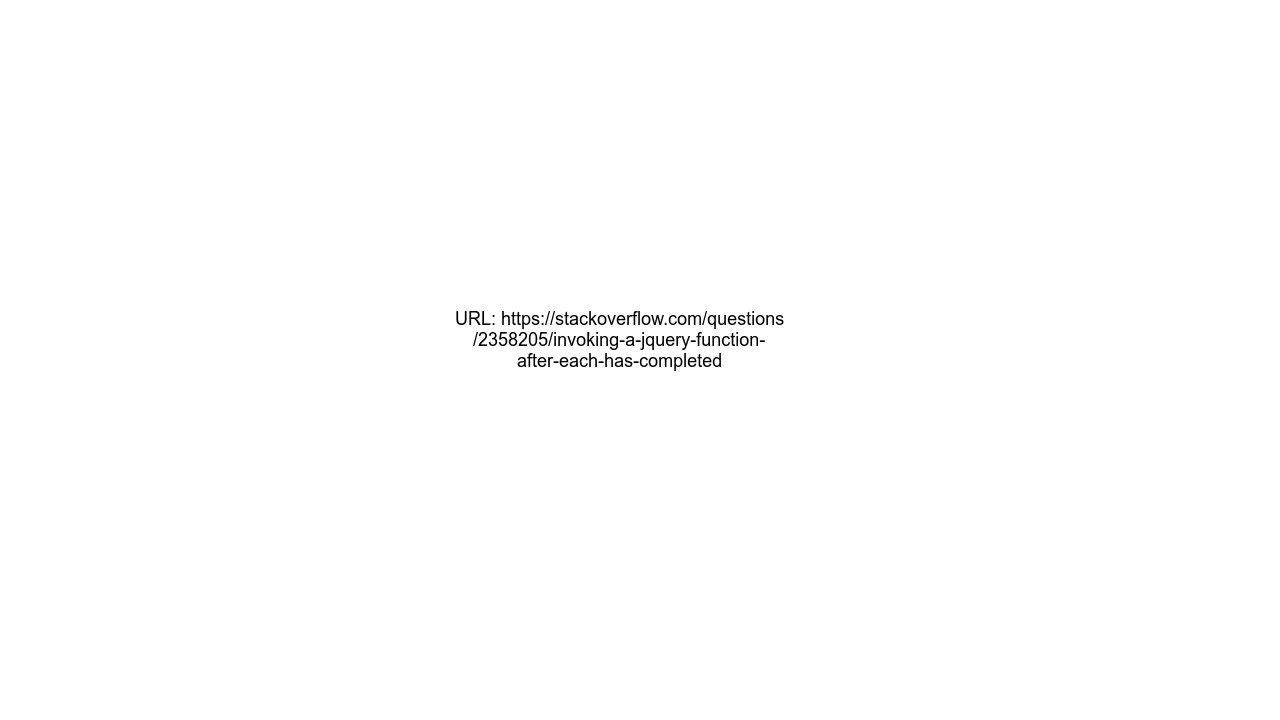 URL: https://stackoverflow.com/questions
/2358205/invoking-a-jquery-function-
after-each-has-completed